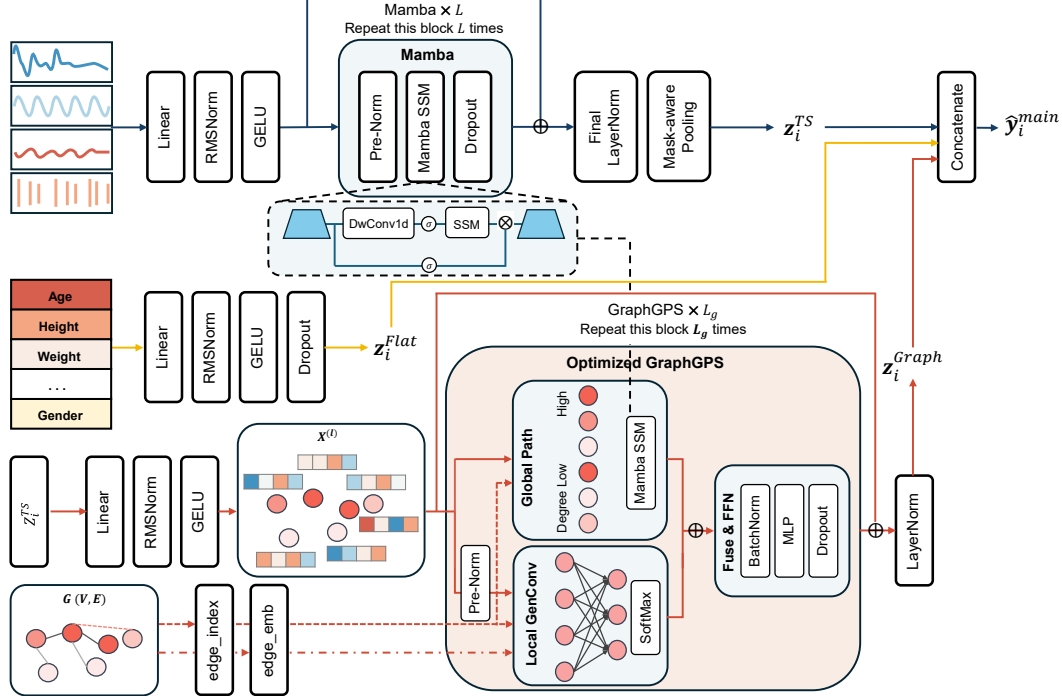 Mamba × L
Repeat this block L times
Mamba
Linear
RMSNorm
GELU
Pre-Norm
Mamba SSM
Dropout
Final LayerNorm
Mask-aware Pooling
z_i^{TS}
Concatenate
ŷ_i^{main}
DwConv1d
σ
SSM
σ
Age
Height
Weight
...
Gender
Linear
RMSNorm
GELU
Dropout
z_i^{Flat}
GraphGPS × L_g
Repeat this block L_g times
Optimized GraphGPS
z_i^{Graph}
Z_i^{TS}
Linear
RMSNorm
GELU
X^{(l)}
Global Path
High
Degree Low
Mamba SSM
Pre-Norm
Local GenConv
SoftMax
Fuse & FFN
BatchNorm
MLP
Dropout
LayerNorm
G (V, E)
edge_index
edge_emb